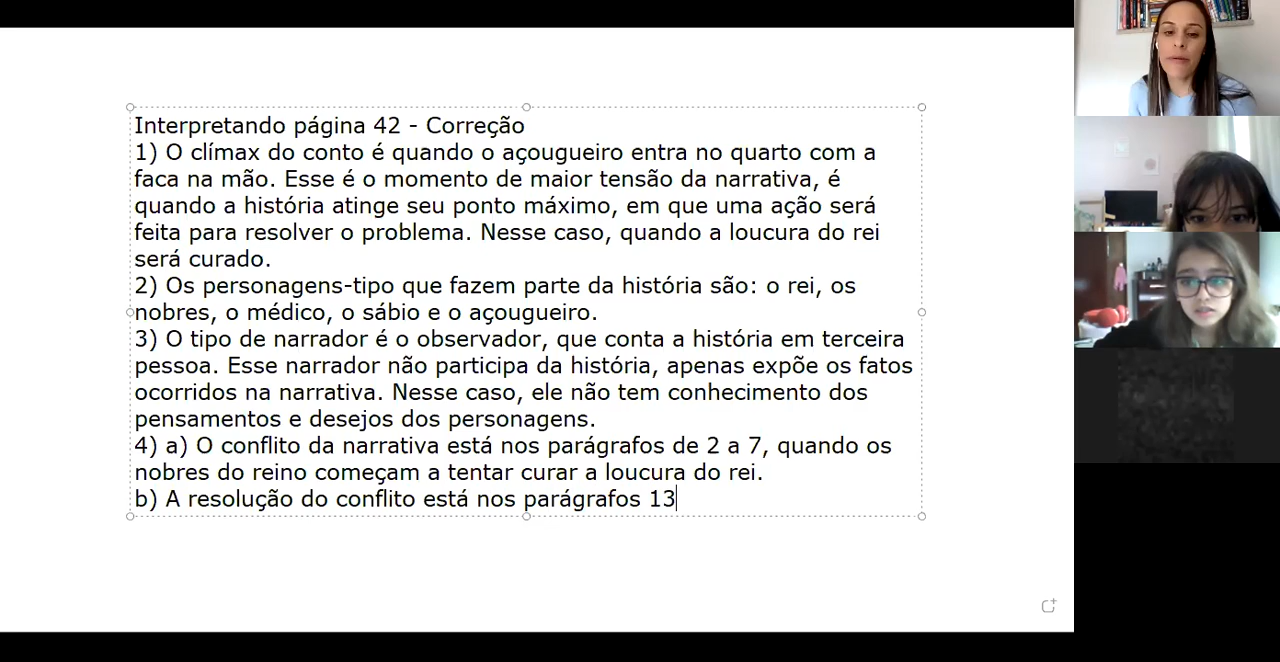 Interpretando página 42 - Correção
1) O clímax do conto é quando o açougueiro entra no quarto com a
faca na mão. Esse é o momento de maior tensão da narrativa, é
quando a história atinge seu ponto máximo, em que uma ação será
feita para resolver o problema. Nesse caso, quando a loucura do rei
será curado.
2) Os personagens-tipo que fazem parte da história são: o rei, os
nobres, o médico, o sábio e o açougueiro.
3) O tipo de narrador é o observador, que conta a história em terceira
pessoa. Esse narrador não participa da história, apenas expõe os fatos
ocorridos na narrativa. Nesse caso, ele não tem conhecimento dos
pensamentos e desejos dos personagens.
4) a) O conflito da narrativa está nos parágrafos de 2 a 7, quando os
nobres do reino começam a tentar curar a loucura do rei.
b) A resolução do conflito está nos parágrafos 13